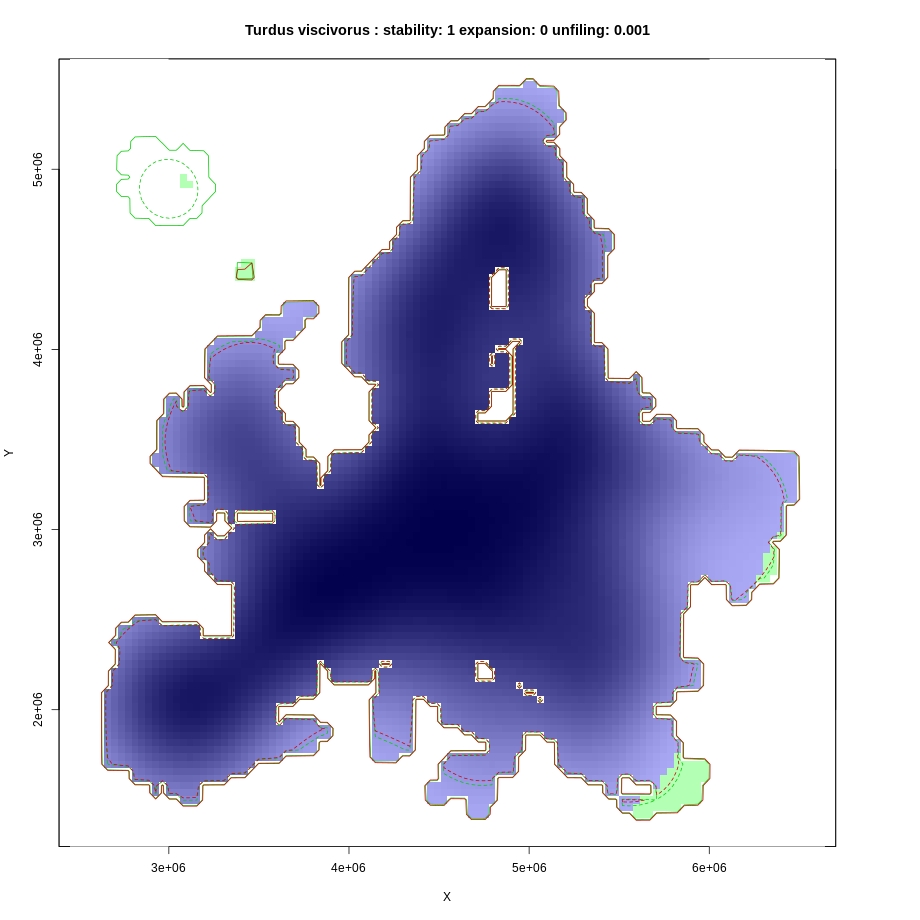 Turdus viscivorus : stability: 1 expansion: 0 unfiling: 0.001
5e+06
4e+06
Y
3e+06
2e+06
3e+06 4e+06 5e+06 6e+06
X